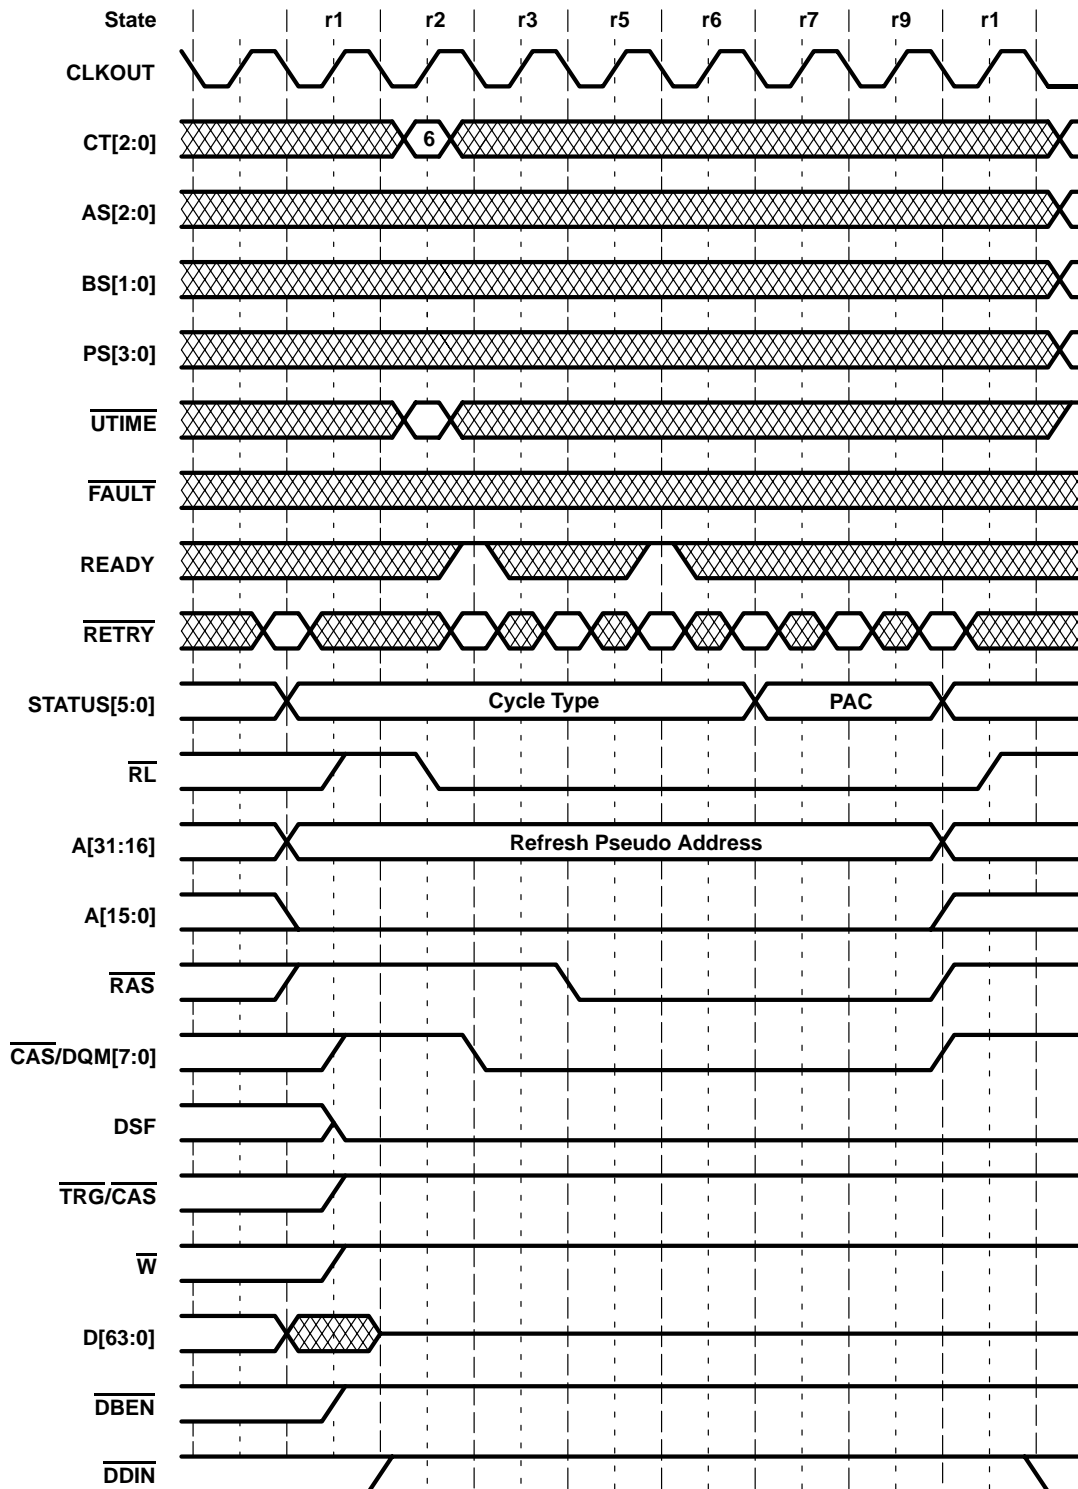 State r1 r2 r3 r5 r6 r7 r9 r1
CLKOUT
CT[2:0] 6
AS[2:0]
BS[1:0]
PS[3:0]
UTIME
FAULT
READY
RETRY
STATUS[5:0] Cycle Type PAC
RL
A[31:16] Refresh Pseudo Address
A[15:0]
RAS
CAS/DQM[7:0]
DSF
TRG/CAS
W
D[63:0]
DBEN
DDIN